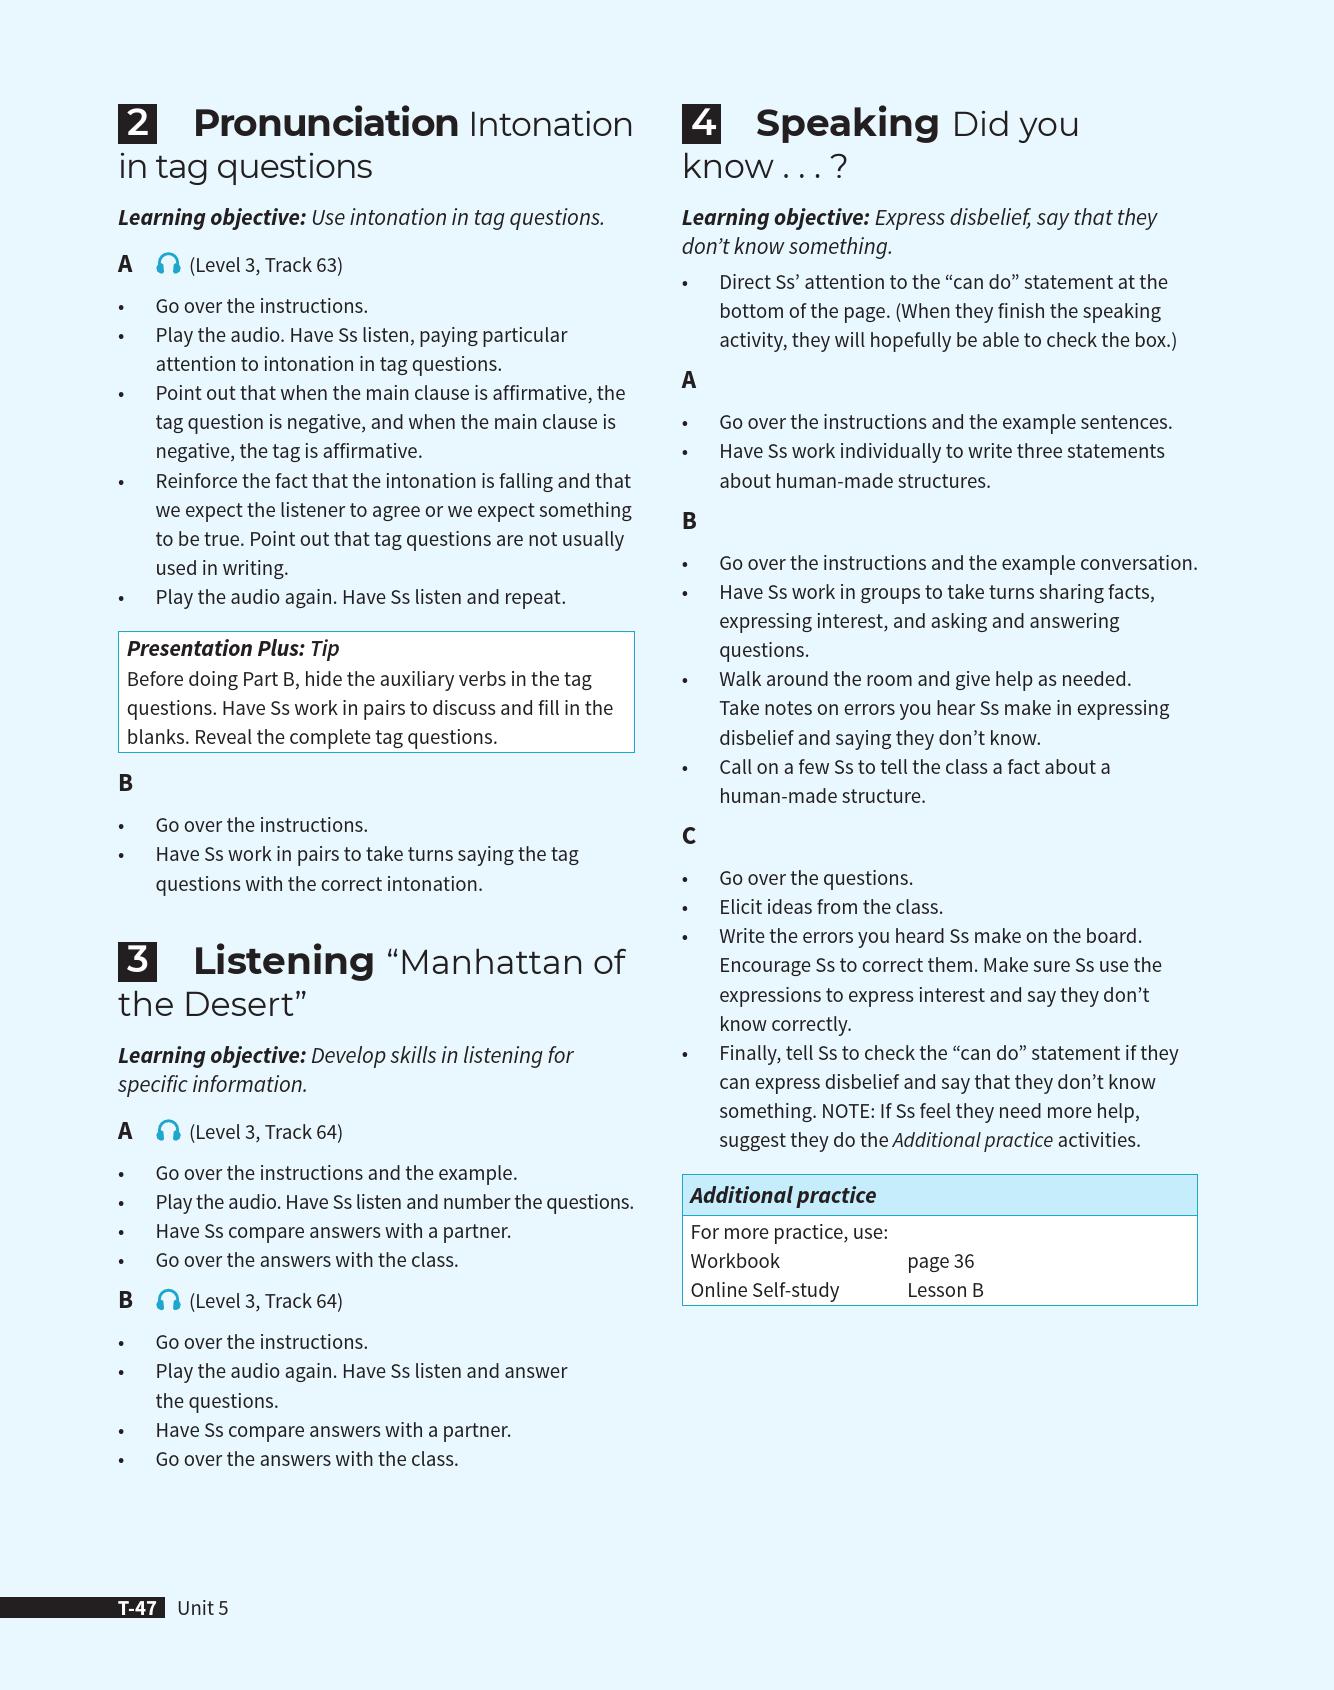 2 Pronunciation Intonation
in tag questions
Learning objective: Use intonation in tag questions.
A (Level 3, Track 63)
• Go over the instructions.
• Play the audio. Have Ss listen, paying particular
attention to intonation in tag questions.
• Point out that when the main clause is affirmative, the
tag question is negative, and when the main clause is
negative, the tag is affirmative.
• Reinforce the fact that the intonation is falling and that
we expect the listener to agree or we expect something
to be true. Point out that tag questions are not usually
used in writing.
• Play the audio again. Have Ss listen and repeat.
Presentation Plus: Tip
Before doing Part B, hide the auxiliary verbs in the tag
questions. Have Ss work in pairs to discuss and fill in the
blanks. Reveal the complete tag questions.
B
• Go over the instructions.
• Have Ss work in pairs to take turns saying the tag
questions with the correct intonation.
3 Listening “Manhattan of
the Desert”
Learning objective: Develop skills in listening for
specific information.
A (Level 3, Track 64)
• Go over the instructions and the example.
• Play the audio. Have Ss listen and number the questions.
• Have Ss compare answers with a partner.
• Go over the answers with the class.
B (Level 3, Track 64)
• Go over the instructions.
• Play the audio again. Have Ss listen and answer
the questions.
• Have Ss compare answers with a partner.
• Go over the answers with the class.
4 Speaking Did you
know . . . ?
Learning objective: Express disbelief, say that they
don’t know something.
• Direct Ss’ attention to the “can do” statement at the
bottom of the page. (When they finish the speaking
activity, they will hopefully be able to check the box.)
A
• Go over the instructions and the example sentences.
• Have Ss work individually to write three statements
about human-made structures.
B
• Go over the instructions and the example conversation.
• Have Ss work in groups to take turns sharing facts,
expressing interest, and asking and answering
questions.
• Walk around the room and give help as needed.
Take notes on errors you hear Ss make in expressing
disbelief and saying they don’t know.
• Call on a few Ss to tell the class a fact about a
human-made structure.
C
• Go over the questions.
• Elicit ideas from the class.
• Write the errors you heard Ss make on the board.
Encourage Ss to correct them. Make sure Ss use the
expressions to express interest and say they don’t
know correctly.
• Finally, tell Ss to check the “can do” statement if they
can express disbelief and say that they don’t know
something. NOTE: If Ss feel they need more help,
suggest they do the Additional practice activities.
Additional practice
For more practice, use:
Workbook page 36
Online Self-study Lesson B
T-47 Unit 5